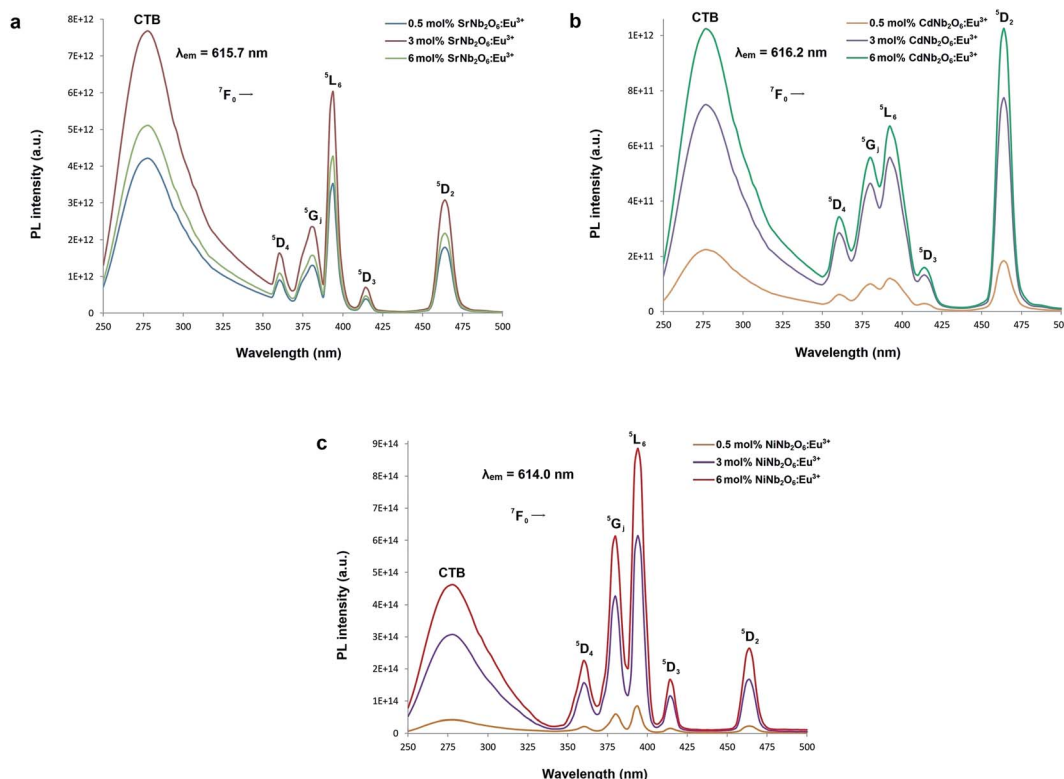 a
8E+12
7E+12
6E+12
5E+12
4E+12
3E+12
2E+12
1E+12
0
PL intensity (a.u.)
CTB
λem = 615.7 nm
⁷F₀ →
⁵D₄
⁵Gⱼ
⁵L₆
⁵D₃
⁵D₂
0.5 mol% SrNb₂O₆:Eu³⁺
3 mol% SrNb₂O₆:Eu³⁺
6 mol% SrNb₂O₆:Eu³⁺
250 275 300 325 350 375 400 425 450 475 500
Wavelength (nm)
b
1E+12
8E+11
6E+11
4E+11
2E+11
0
PL intensity (a.u.)
CTB
λem = 616.2 nm
⁷F₀ →
⁵D₄
⁵Gⱼ
⁵L₆
⁵D₃
⁵D₂
0.5 mol% CdNb₂O₆:Eu³⁺
3 mol% CdNb₂O₆:Eu³⁺
6 mol% CdNb₂O₆:Eu³⁺
250 275 300 325 350 375 400 425 450 475 500
Wavelength (nm)
c
9E+14
8E+14
7E+14
6E+14
5E+14
4E+14
3E+14
2E+14
1E+14
0
PL intensity (a.u.)
CTB
λem = 614.0 nm
⁷F₀ →
⁵D₄
⁵Gⱼ
⁵L₆
⁵D₃
⁵D₂
0.5 mol% NiNb₂O₆:Eu³⁺
3 mol% NiNb₂O₆:Eu³⁺
6 mol% NiNb₂O₆:Eu³⁺
250 275 300 325 350 375 400 425 450 475 500
Wavelength (nm)